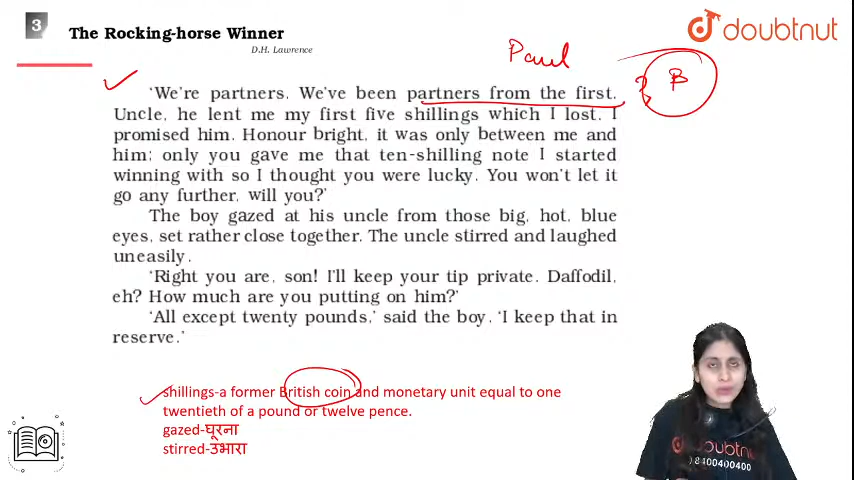 3
The Rocking-horse Winner
D.H. Lawrence
doubtnut
Paul
B
'We're partners. We've been partners from the first.
Uncle, he lent me my first five shillings which I lost. I
promised him. Honour bright, it was only between me and
him; only you gave me that ten-shilling note I started
winning with so I thought you were lucky. You won't let it
go any further, will you?'
The boy gazed at his uncle from those big, hot, blue
eyes, set rather close together. The uncle stirred and laughed
uneasily.
'Right you are, son! I'll keep your tip private. Daffodil,
eh? How much are you putting on him?'
'All except twenty pounds,' said the boy. 'I keep that in
reserve.'
shillings-a former British coin and monetary unit equal to one
twentieth of a pound or twelve pence.
gazed-घूरना
stirred-उभारा
doubtnut
8400400400